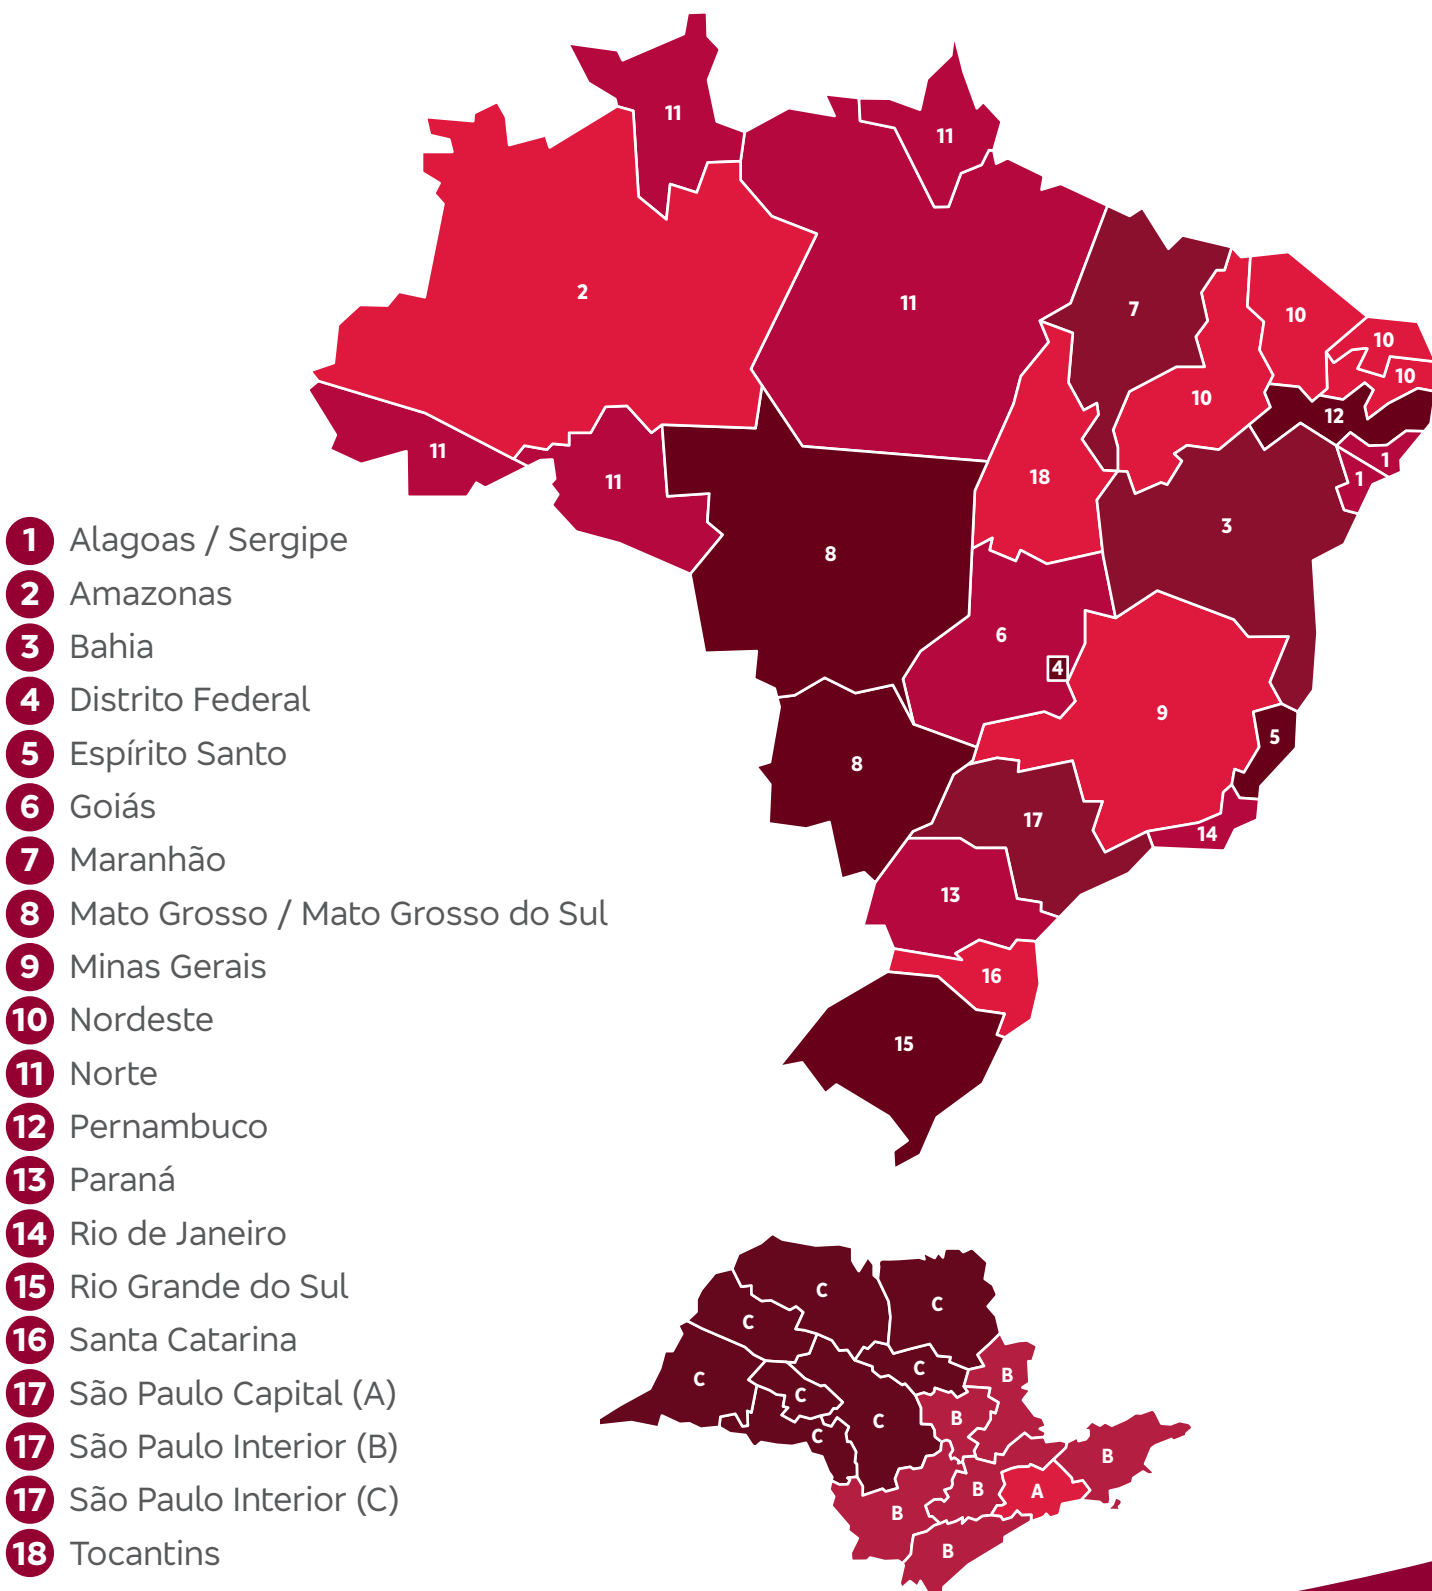 11
11
2
11
7
10
10
10
10
12
11
11
18
1
1
3
8
6
4
9
5
8
17
14
13
16
15
1 Alagoas / Sergipe
2 Amazonas
3 Bahia
4 Distrito Federal
5 Espírito Santo
6 Goiás
7 Maranhão
8 Mato Grosso / Mato Grosso do Sul
9 Minas Gerais
10 Nordeste
11 Norte
12 Pernambuco
13 Paraná
14 Rio de Janeiro
15 Rio Grande do Sul
16 Santa Catarina
17 São Paulo Capital (A)
17 São Paulo Interior (B)
17 São Paulo Interior (C)
18 Tocantins
C
C
C
C
C
B
C
C
B
C
B
B
A
B
B